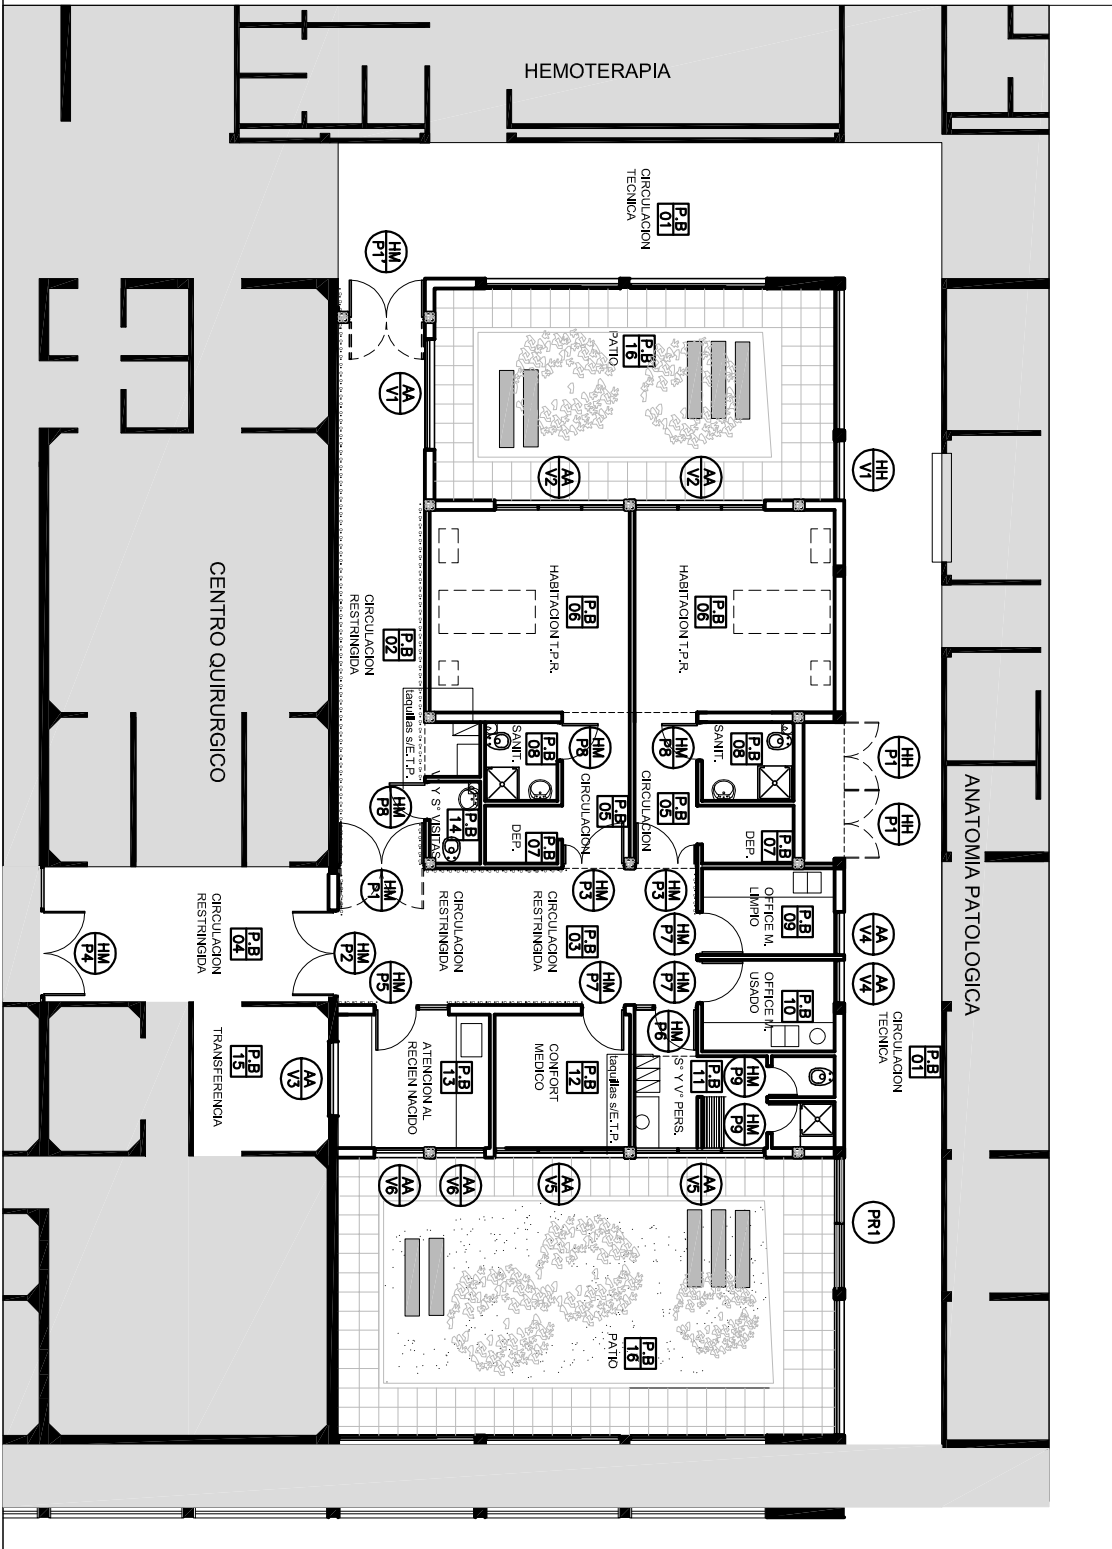 HEMOTERAPIA
P.B
01
CIRCULACION
TECNICA
HM
P1'
AA
V1
P.B
16
PATIO
AA
V2
AA
V2
HH
V1
CENTRO QUIRURGICO
P.B
02
CIRCULACION
RESTRINGIDA
P.B
06
HABITACION T.P.R.
P.B
06
HABITACION T.P.R.
taquillas s/E.T.P.
P.B
08
SANIT.
HM
P8
HM
P8
P.B
08
SANIT.
HH
P1
HH
P1
HM
P8
P.B
14
Y S° VISITAS
P.B
07
DEP.
P.B
05
CIRCULACION
P.B
05
CIRCULACION
P.B
07
DEP.
ANATOMIA PATOLOGICA
HM
P1
HM
P3
HM
P3
HM
P4
P.B
04
CIRCULACION
RESTRINGIDA
HM
P2
HM
P5
CIRCULACION
RESTRINGIDA
P.B
03
CIRCULACION
RESTRINGIDA
HM
P7
HM
P7
HM
P7
P.B
09
OFFICE M.
LIMPIO
AA
V4
P.B
10
OFFICE M.
USADO
AA
V4
P.B
15
TRANSFERENCIA
AA
V3
P.B
13
ATENCION AL
RECIEN NACIDO
P.B
12
CONFORT
MEDICO
taquillas s/E.T.P.
HM
P6
P.B
11
S° Y V° PERS.
HM
P9
HM
P9
P.B
01
CIRCULACION
TECNICA
AA
V6
AA
V6
AA
V5
AA
V5
PR1
P.B
16
PATIO